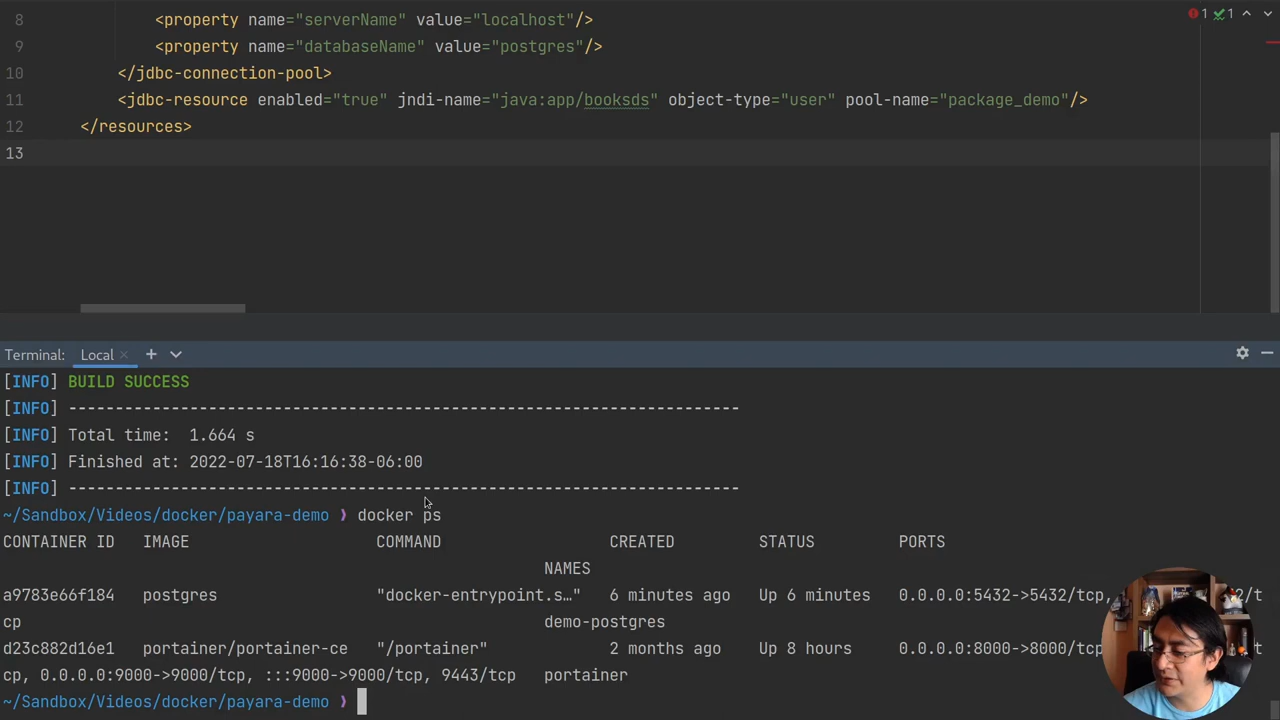 8 <property name="serverName" value="localhost"/>
9 <property name="databaseName" value="postgres"/>
10 </jdbc-connection-pool>
11 <jdbc-resource enabled="true" jndi-name="java:app/booksds" object-type="user" pool-name="package_demo"/>
12 </resources>
13
1 1
Terminal: Local
[INFO] BUILD SUCCESS
[INFO] ------------------------------------------------------------------------
[INFO] Total time:  1.664 s
[INFO] Finished at: 2022-07-18T16:16:38-06:00
[INFO] ------------------------------------------------------------------------
~/Sandbox/Videos/docker/payara-demo ❯ docker ps
CONTAINER ID IMAGE COMMAND CREATED STATUS PORTS
NAMES
a9783e66f184 postgres "docker-entrypoint.s…" 6 minutes ago Up 6 minutes 0.0.0.0:5432->5432/tcp, 2/t
cp demo-postgres
d23c882d16e1 portainer/portainer-ce "/portainer" 2 months ago Up 8 hours 0.0.0.0:8000->8000/tcp t
cp, 0.0.0.0:9000->9000/tcp, :::9000->9000/tcp, 9443/tcp portainer
~/Sandbox/Videos/docker/payara-demo ❯